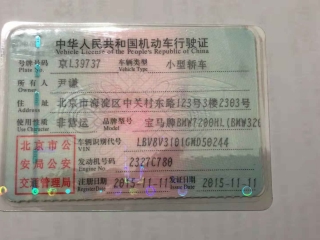 中华人民共和国机动车行驶证
Vehicle License of the People's Republic of China
号牌号码 京L39737 车辆类型 小型轿车
Plate No. Vehicle Type
所有人 尹谦
Owner
住址 北京市海淀区中关村东路123号3楼2303号
Address
使用性质 非营运 品牌型号 宝马牌BMW7200HL(BMW320
Use Character Model
北京市公 车辆识别代号 LBV8V3101GMD50244
安局公安 VIN
交通管理局 发动机号码 2327C780
Engine No.
注册日期 2015-11-11 发证日期 2015-11-11
Register Date Issue Date